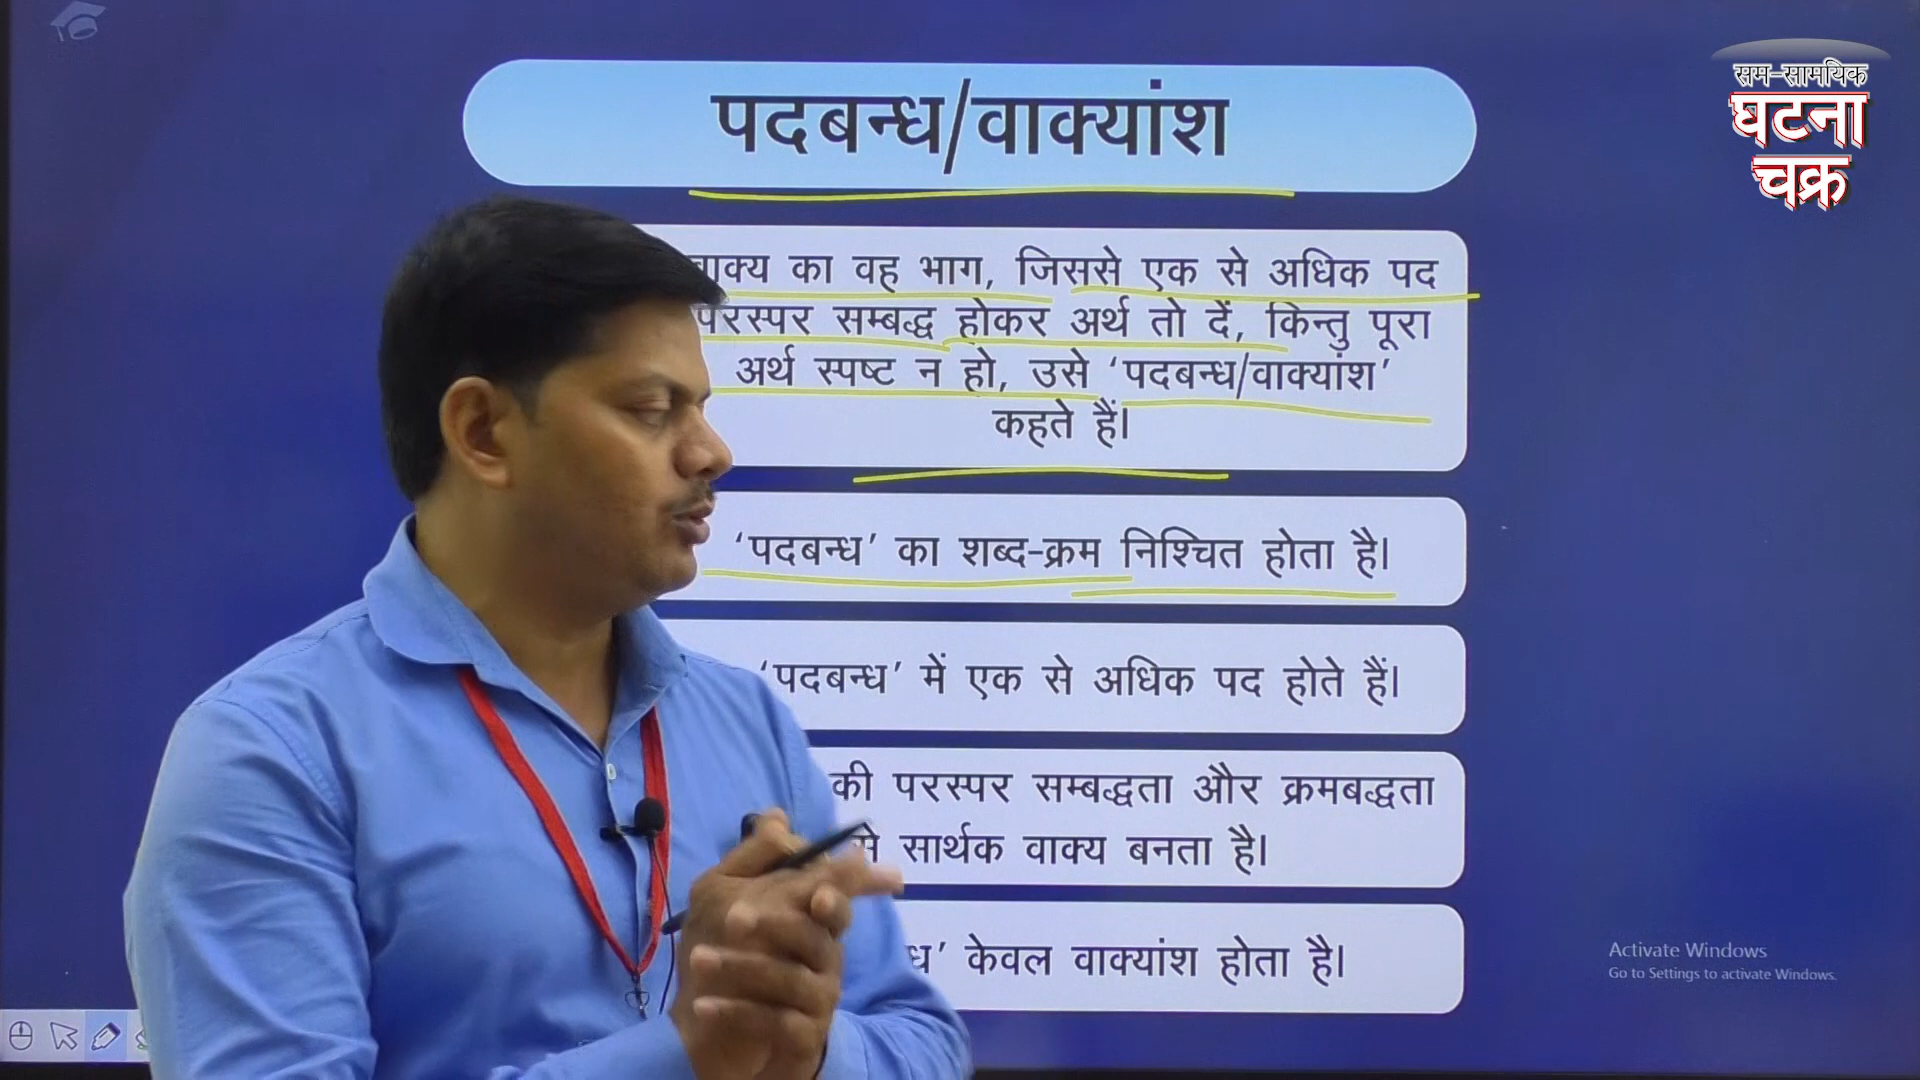 पदबन्ध/वाक्यांश
सम-सामयिक
घटना
चक्र
वाक्य का वह भाग, जिससे एक से अधिक पद
परस्पर सम्बद्ध होकर अर्थ तो दें, किन्तु पूरा
अर्थ स्पष्ट न हो, उसे ‘पदबन्ध/वाक्यांश’
कहते हैं।
‘पदबन्ध’ का शब्द-क्रम निश्चित होता है।
‘पदबन्ध’ में एक से अधिक पद होते हैं।
की परस्पर सम्बद्धता और क्रमबद्धता
से सार्थक वाक्य बनता है।
केवल वाक्यांश होता है।
Activate Windows
Go to Settings to activate Windows.